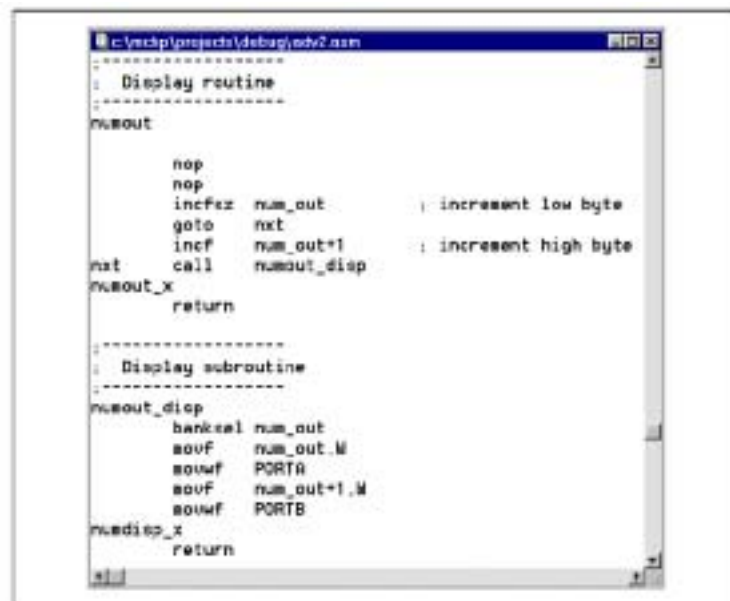 c:\mchp\projects\debug\adv2.asm
;------------------
; Display routine
;------------------
numout
nop
nop
incfsz num_out ; increment low byte
goto nxt
incf num_out+1 ; increment high byte
nxt call numout_disp
numout_x
return
;------------------
; Display subroutine
;------------------
numout_disp
banksel num_out
movf num_out,W
movwf PORTA
movf num_out+1,W
movwf PORTB
numdisp_x
return